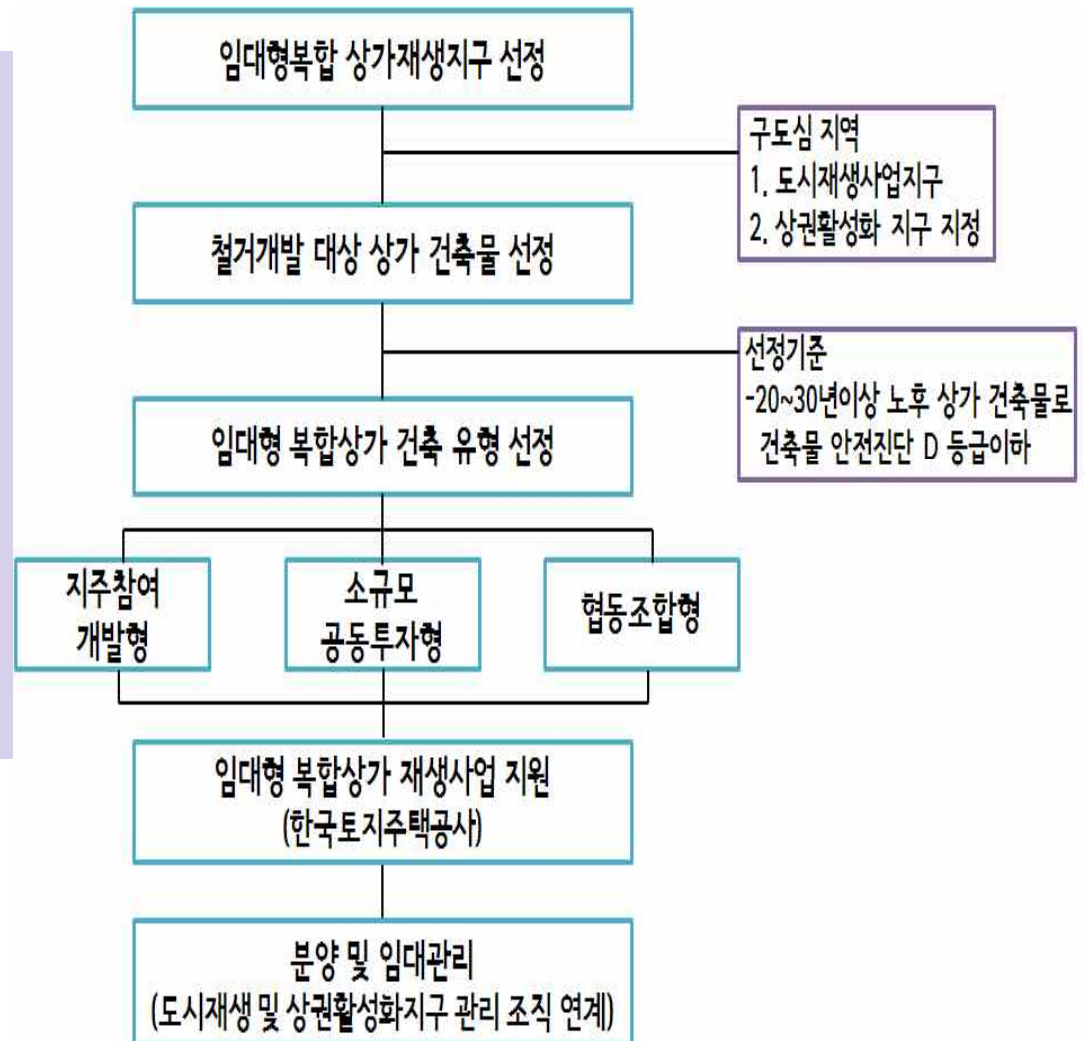 임대형복합 상가재생지구 선정
구도심 지역
1. 도시재생사업지구
2. 상권활성화 지구 지정
철거개발 대상 상가 건축물 선정
선정기준
-20~30년이상 노후 상가 건축물로
건축물 안전진단 D 등급이하
임대형 복합상가 건축 유형 선정
지주참여
개발형
소규모
공동투자형
협동조합형
임대형 복합상가 재생사업 지원
(한국토지주택공사)
분양 및 임대관리
(도시재생 및 상권활성화지구 관리 조직 연계)